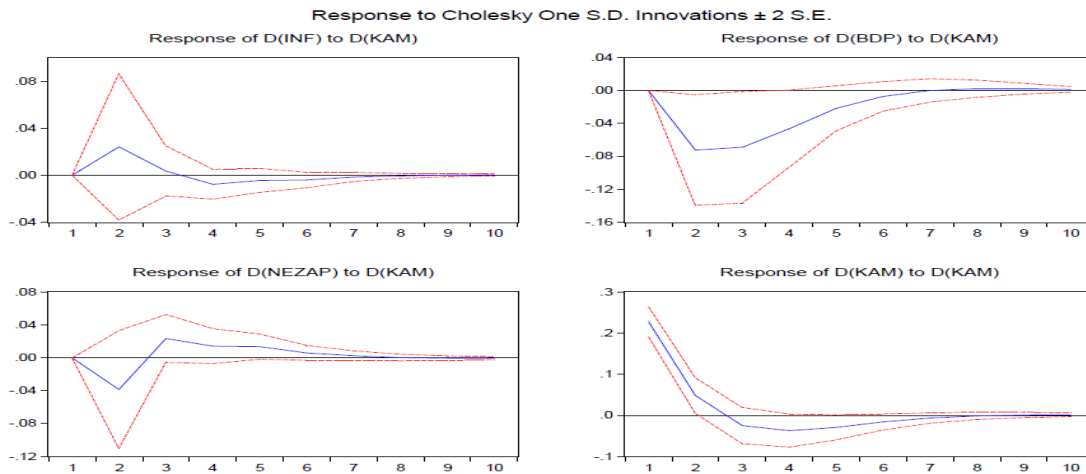 Response to Cholesky One S.D. Innovations ± 2 S.E.
Response of D(INF) to D(KAM)
.08
.04
.00
-.04
1 2 3 4 5 6 7 8 9 10
Response of D(BDP) to D(KAM)
.04
.00
-.04
-.08
-.12
-.16
1 2 3 4 5 6 7 8 9 10
Response of D(NEZAP) to D(KAM)
.08
.04
.00
-.04
-.08
-.12
1 2 3 4 5 6 7 8 9 10
Response of D(KAM) to D(KAM)
.3
.2
.1
.0
-.1
1 2 3 4 5 6 7 8 9 10